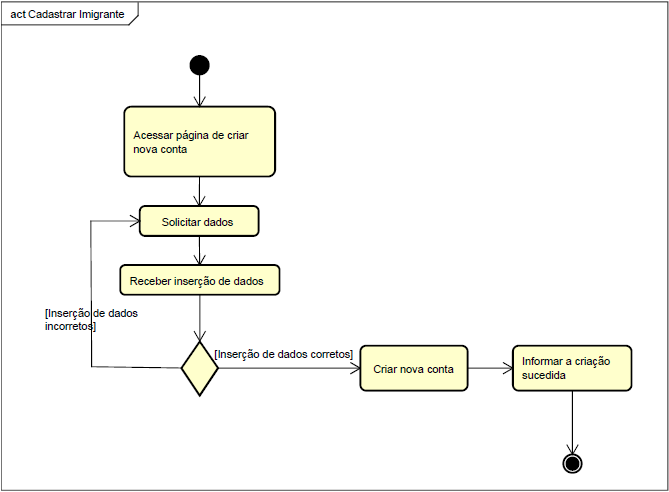 act Cadastrar Imigrante
Acessar página de criar
nova conta
Solicitar dados
Receber inserção de dados
[Inserção de dados
incorretos]
[Inserção de dados corretos]
Criar nova conta
Informar a criação
sucedida